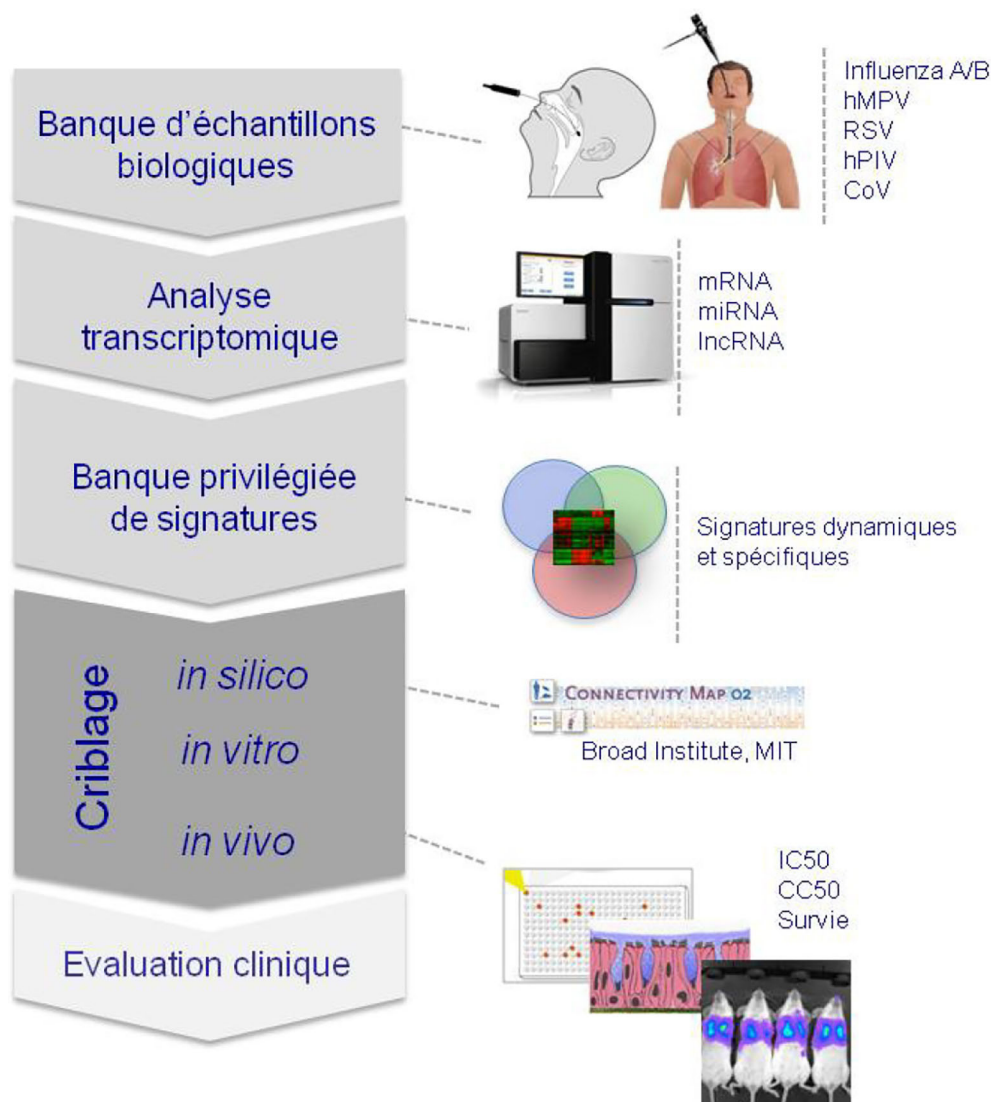 Banque d'échantillons
biologiques
Influenza A/B
hMPV
RSV
hPIV
CoV
Analyse
transcriptomique
mRNA
miRNA
lncRNA
Banque privilégiée
de signatures
Signatures dynamiques
et spécifiques
Criblage
in silico
in vitro
in vivo
CONNECTIVITY MAP 02
Broad Institute, MIT
IC50
CC50
Survie
Evaluation clinique